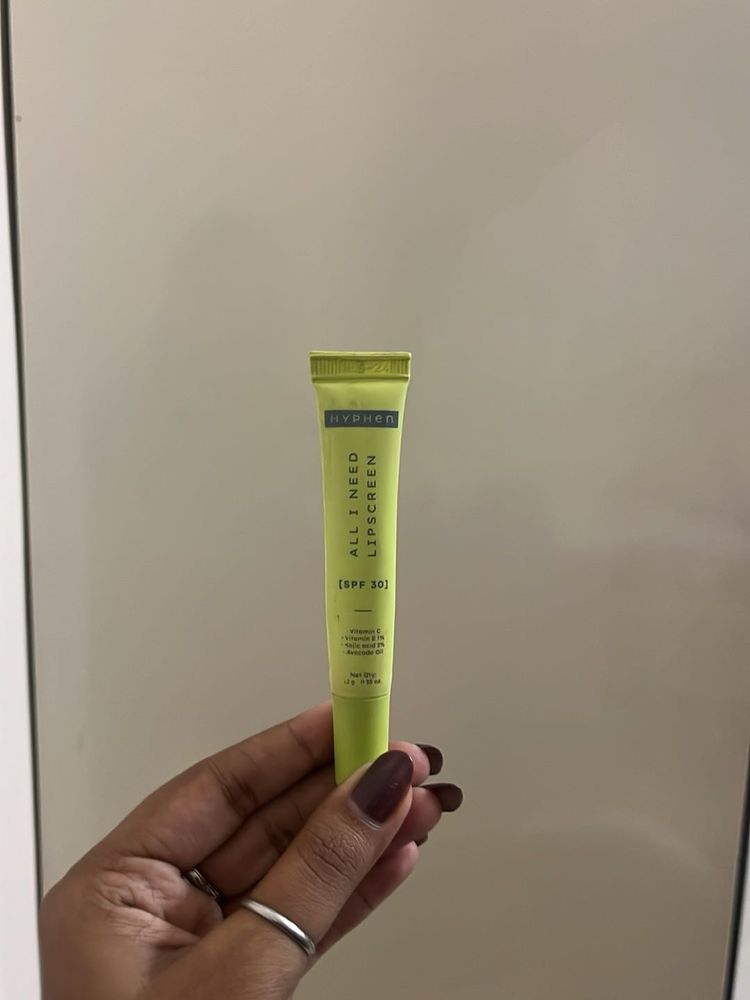 HYPHEN
ALL I NEED
LIPSCREEN
[SPF 30]
- Vitamin C
- Vitamin E 1%
- Kojic acid 2%
- Avocado Oil
Net Qty: